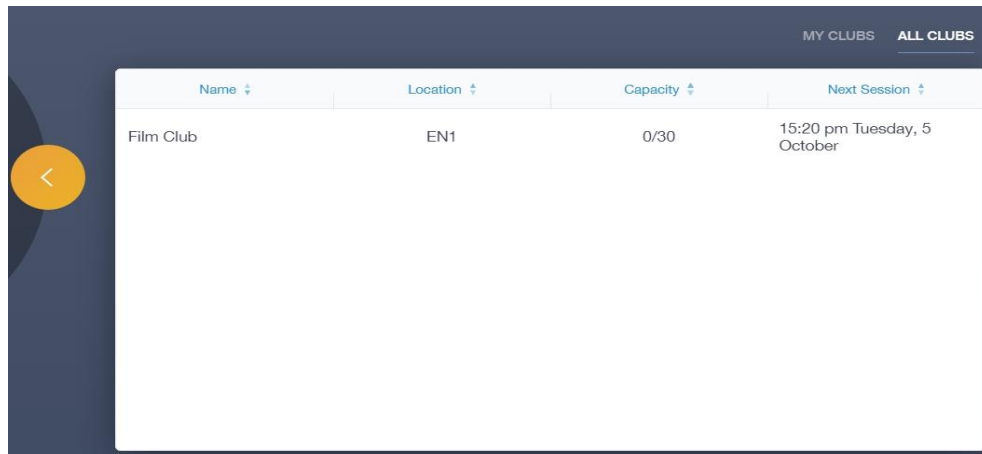 MY CLUBS ALL CLUBS
Name Location Capacity Next Session
Film Club EN1 0/30 15:20 pm Tuesday, 5
October